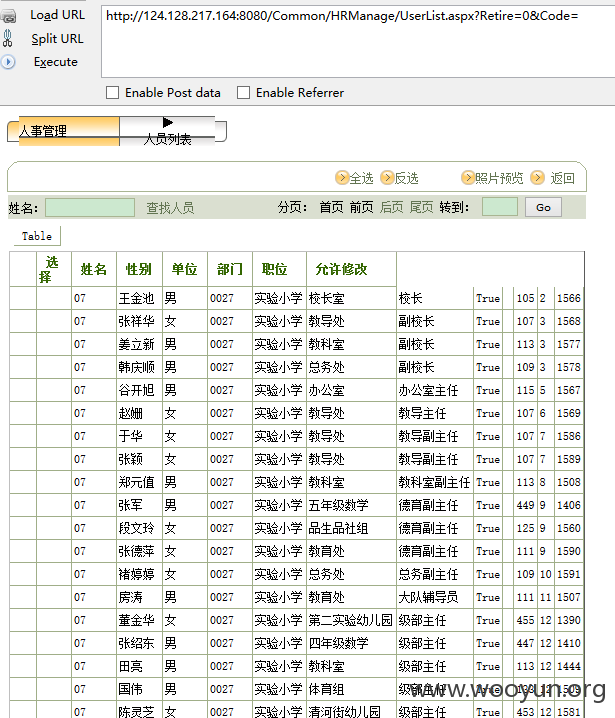 Load URL
http://124.128.217.164:8080/Common/HRManage/UserList.aspx?Retire=0&Code=
Split URL
Execute
Enable Post data Enable Referrer
人事管理
人员列表
全选 反选 照片预览 返回
姓名: 查找人员 分页: 首页 前页 后页 尾页 转到: Go
Table
选择 姓名 性别 单位 部门 职位 允许修改
07 王金池 男 0027 实验小学 校长室 校长 True 105 2 1566
07 张祥华 女 0027 实验小学 教导处 副校长 True 107 3 1568
07 姜立新 男 0027 实验小学 教科室 副校长 True 113 3 1577
07 韩庆顺 男 0027 实验小学 总务处 副校长 True 109 3 1578
07 谷开旭 男 0027 实验小学 办公室 办公室主任 True 115 5 1567
07 赵姗 女 0027 实验小学 教导处 教导主任 True 107 6 1569
07 于华 女 0027 实验小学 教导处 教导副主任 True 107 7 1586
07 张颖 女 0027 实验小学 教导处 教导副主任 True 107 7 1589
07 郑元值 男 0027 实验小学 教科室 教科室副主任 True 113 8 1508
07 张军 男 0027 实验小学 五年级数学 德育副主任 True 449 9 1406
07 段文玲 女 0027 实验小学 品生品社组 德育副主任 True 125 9 1560
07 张德萍 女 0027 实验小学 教育处 德育副主任 True 111 9 1590
07 褚婷婷 女 0027 实验小学 总务处 总务副主任 True 109 10 1591
07 房涛 男 0027 实验小学 教育处 大队辅导员 True 111 11 1507
07 董金华 女 0027 实验小学 第二实验幼儿园 级部主任 True 455 12 1390
07 张绍东 男 0027 实验小学 四年级数学 级部主任 True 447 12 1410
07 田亮 男 0027 实验小学 教科室 级部主任 True 113 12 1444
07 国伟 男 0027 实验小学 体育组 级部主任 True 12
www.wooyun.org
07 陈灵芝 女 0027 实验小学 清河街幼儿园 级部主任 True 453 12 1581